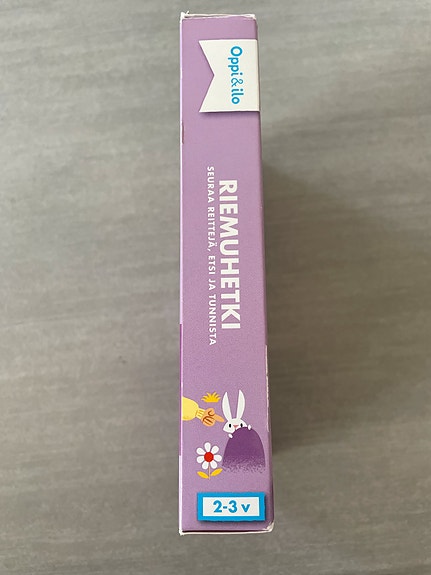 Oppi & ilo
RIEMUHETKI
SEURAA REITTEJÄ, ETSI JA TUNNISTA
2-3 v